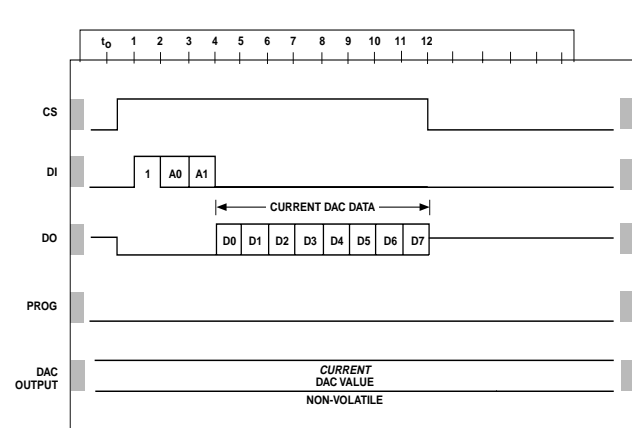 to 1 2 3 4 5 6 7 8 9 10 11 12
CS
DI 1 A0 A1
CURRENT DAC DATA
DO D0 D1 D2 D3 D4 D5 D6 D7
PROG
DAC
OUTPUT
CURRENT
DAC VALUE
NON-VOLATILE